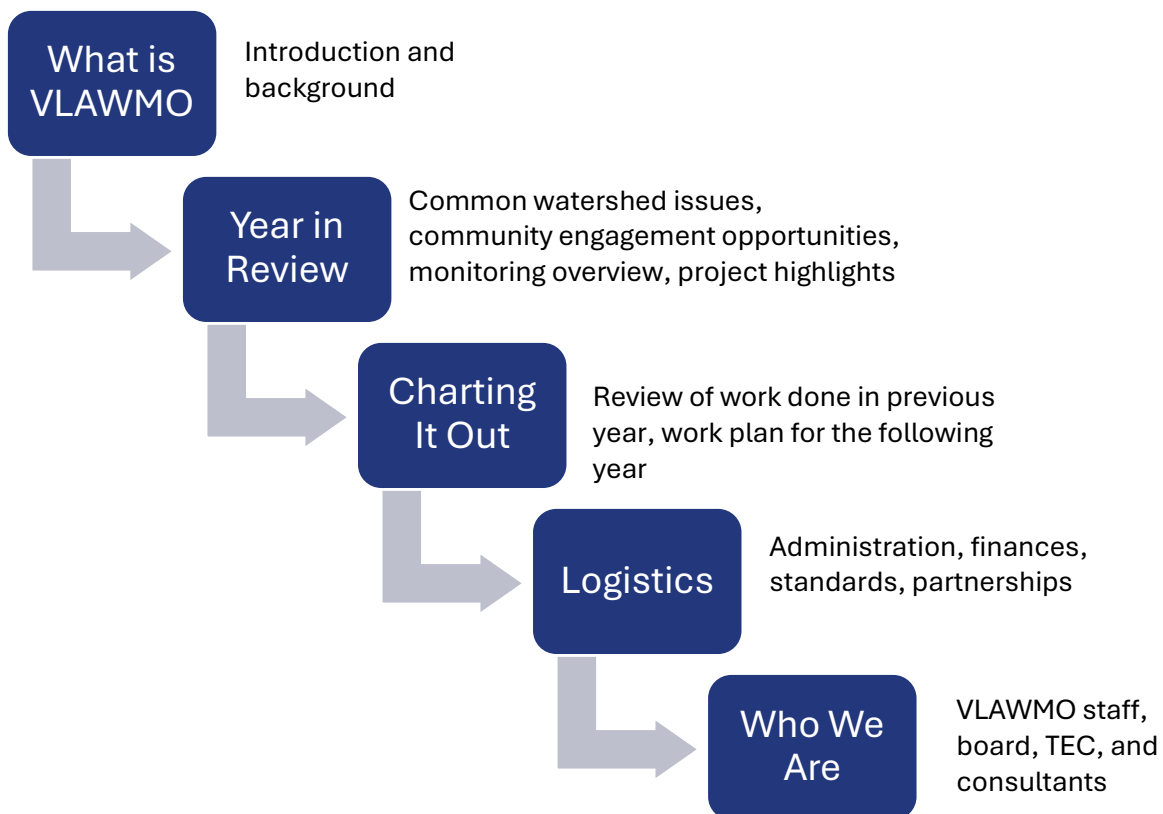 What is
VLAWMO
Introduction and
background
Year in
Review
Common watershed issues,
community engagement opportunities,
monitoring overview, project highlights
Charting
It Out
Review of work done in previous
year, work plan for the following
year
Logistics
Administration, finances,
standards, partnerships
Who We
Are
VLAWMO staff,
board, TEC, and
consultants